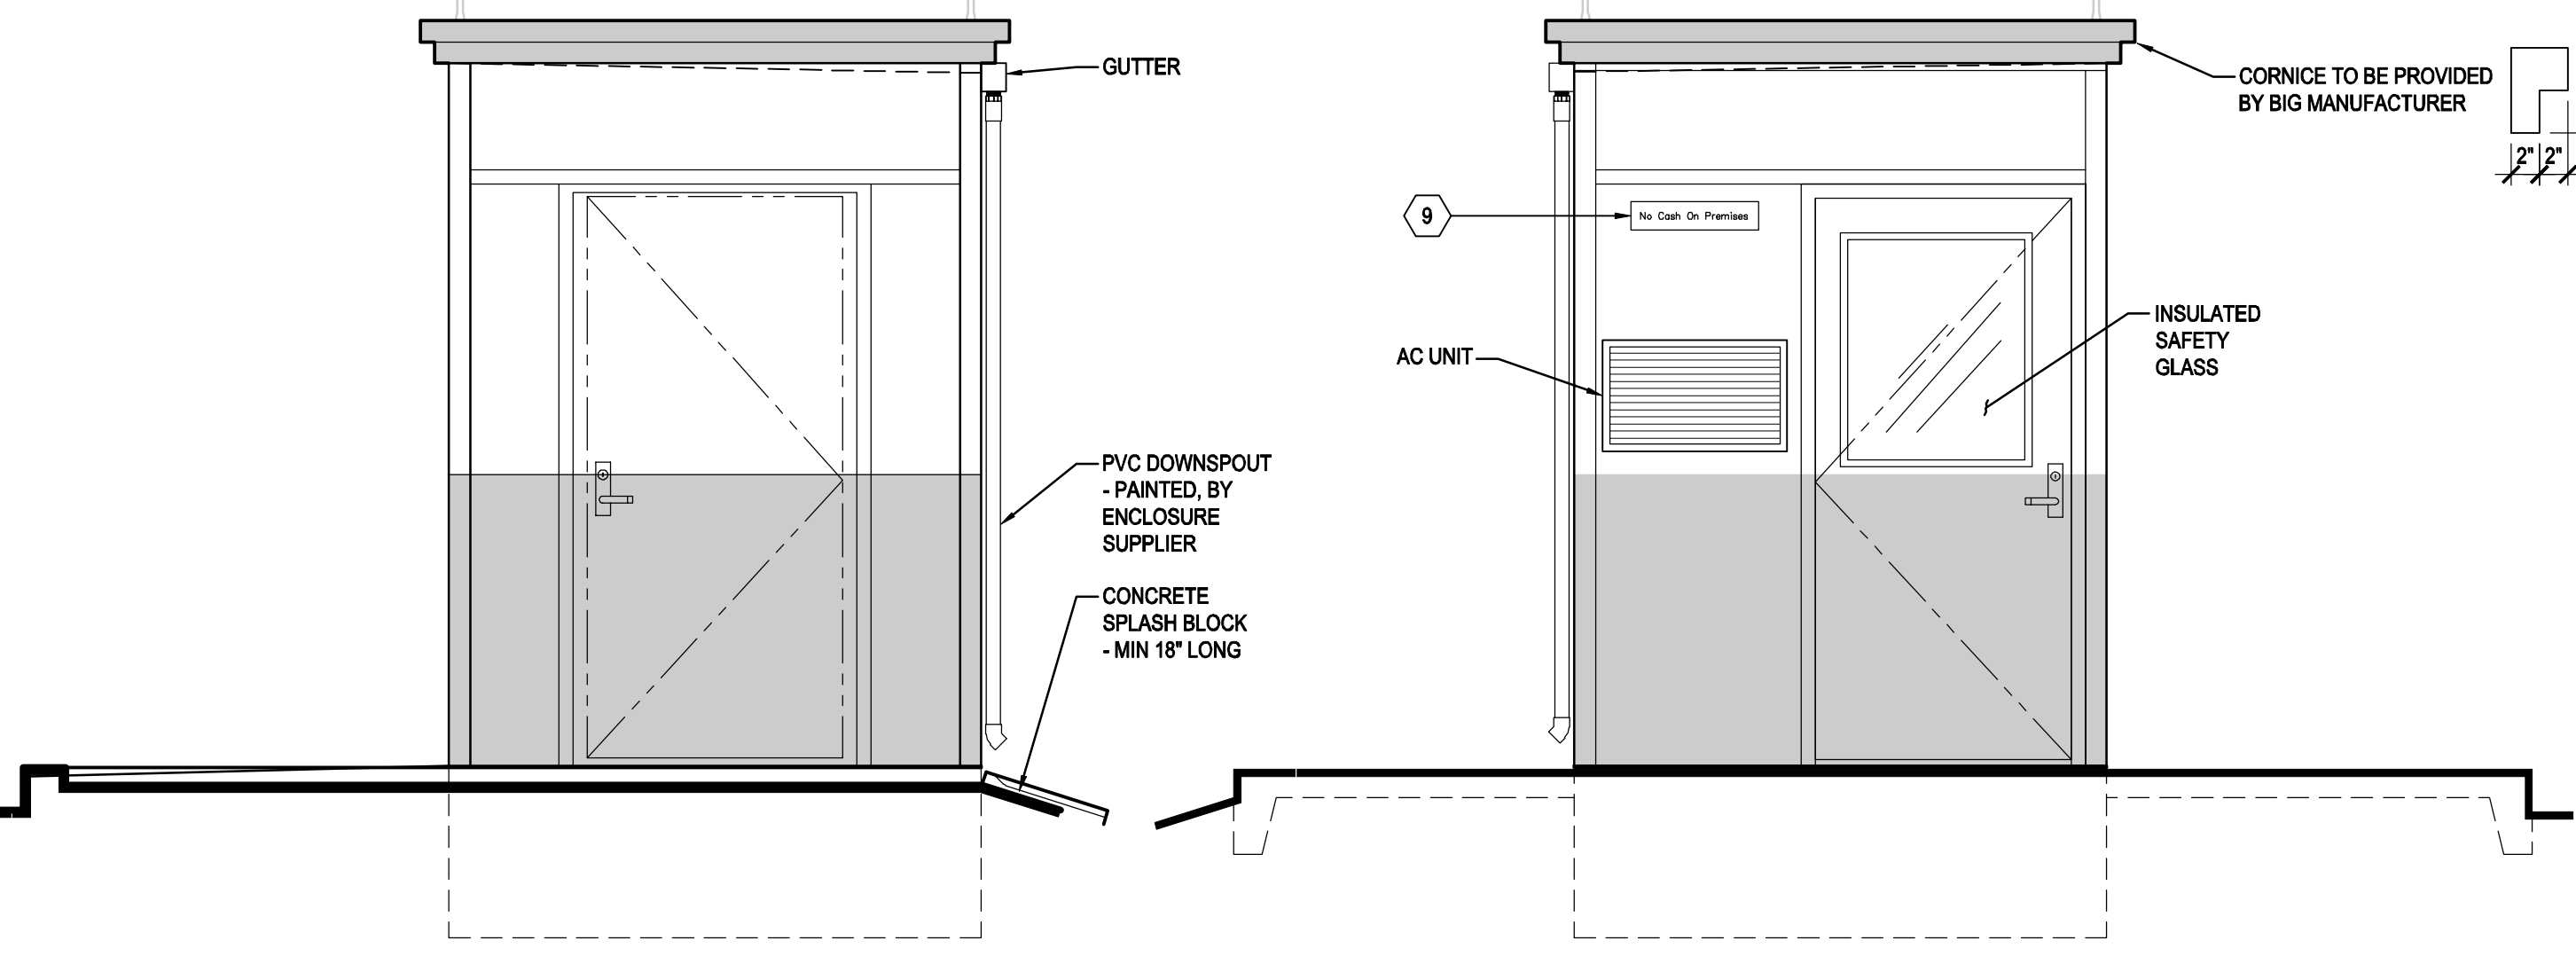 GUTTER
PVC DOWNSPOUT
- PAINTED, BY
ENCLOSURE
SUPPLIER
CONCRETE
SPLASH BLOCK
- MIN 18" LONG
9
No Cash On Premises
AC UNIT
CORNICE TO BE PROVIDED
BY BIG MANUFACTURER
INSULATED
SAFETY
GLASS
2" 2"